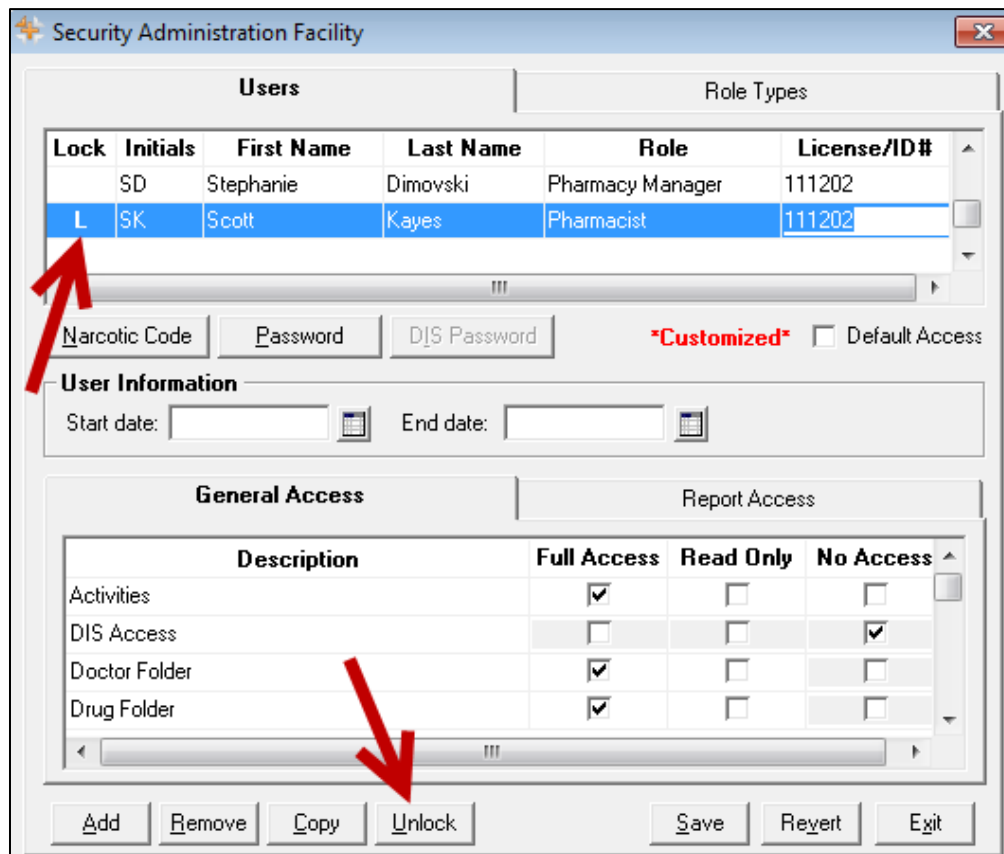 Security Administration Facility
Users Role Types
Lock Initials First Name Last Name Role License/ID#
SD Stephanie Dimovski Pharmacy Manager 111202
L SK Scott Kayes Pharmacist 111202
Narcotic Code Password DIS Password *Customized* Default Access
User Information
Start date: End date:
General Access Report Access
Description Full Access Read Only No Access
Activities
DIS Access
Doctor Folder
Drug Folder
Add Remove Copy Unlock Save Revert Exit